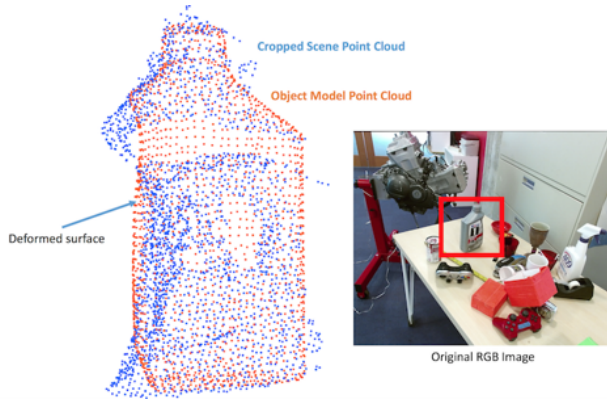 Cropped Scene Point Cloud
Object Model Point Cloud
Deformed surface
Original RGB Image